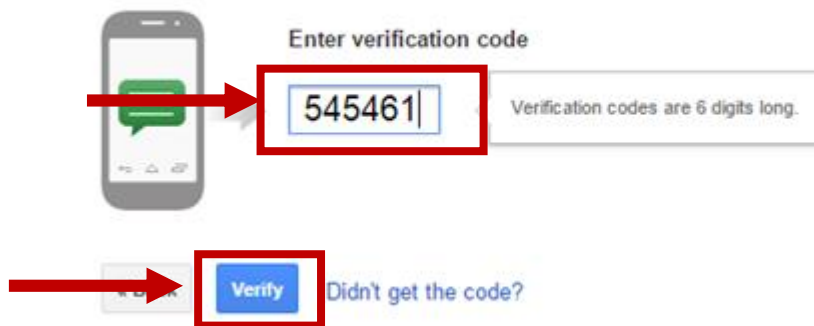 Enter verification code
545461
Verification codes are 6 digits long.
Verify
Didn't get the code?